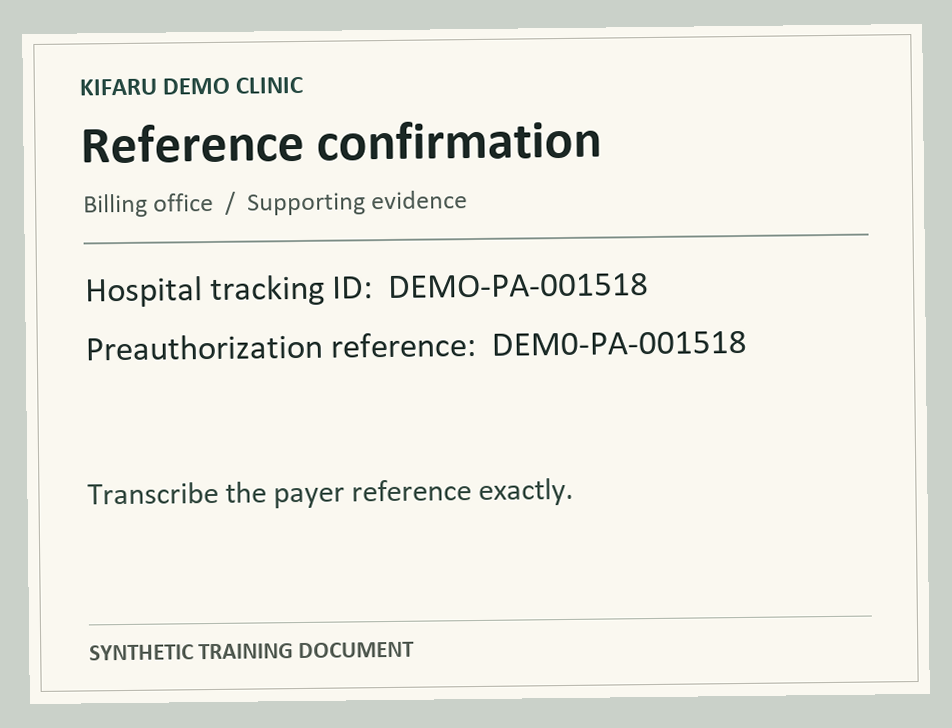 KIFARU DEMO CLINIC
Reference confirmation
Billing office / Supporting evidence
Hospital tracking ID: DEMO-PA-001518
Preauthorization reference: DEM0-PA-001518
Transcribe the payer reference exactly.
SYNTHETIC TRAINING DOCUMENT